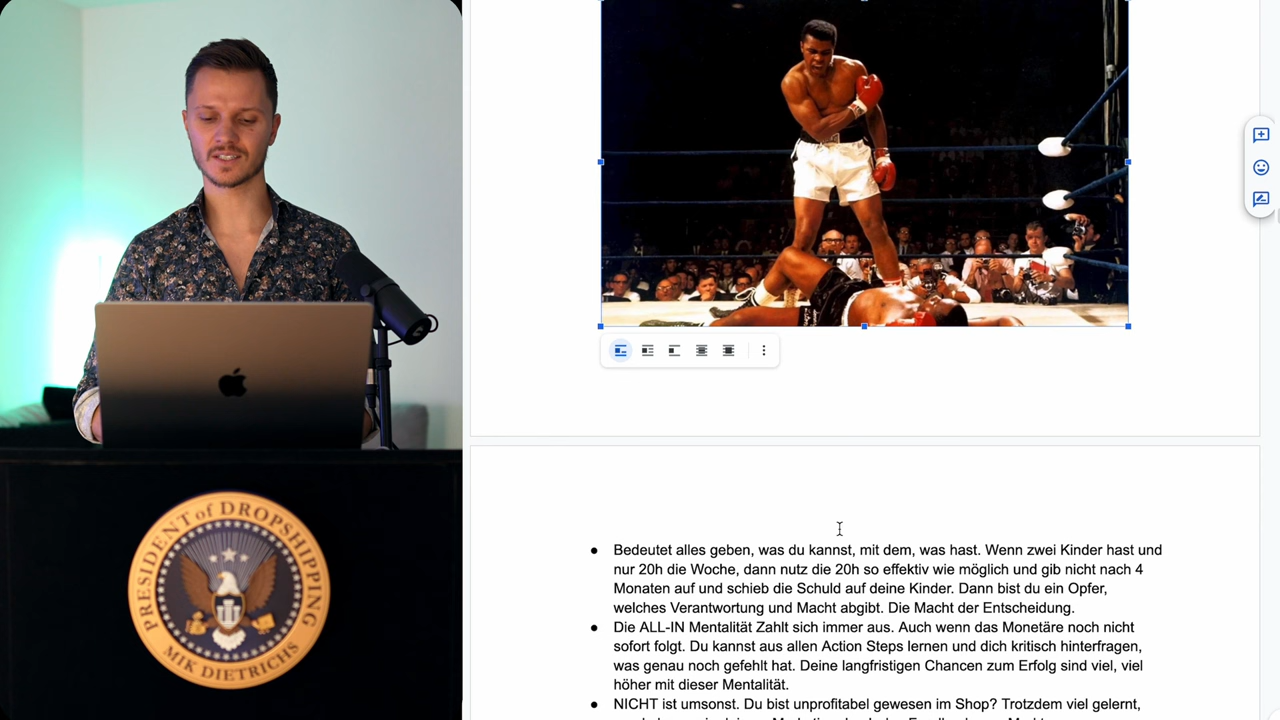 PRESIDENT of DROPSHIPPING
MIK DIETRICHS
Bedeutet alles geben, was du kannst, mit dem, was hast. Wenn zwei Kinder hast und
nur 20h die Woche, dann nutz die 20h so effektiv wie möglich und gib nicht nach 4
Monaten auf und schieb die Schuld auf deine Kinder. Dann bist du ein Opfer,
welches Verantwortung und Macht abgibt. Die Macht der Entscheidung.
Die ALL-IN Mentalität Zahlt sich immer aus. Auch wenn das Monetäre noch nicht
sofort folgt. Du kannst aus allen Action Steps lernen und dich kritisch hinterfragen,
was genau noch gefehlt hat. Deine langfristigen Chancen zum Erfolg sind viel, viel
höher mit dieser Mentalität.
NICHT ist umsonst. Du bist unprofitabel gewesen im Shop? Trotzdem viel gelernt,